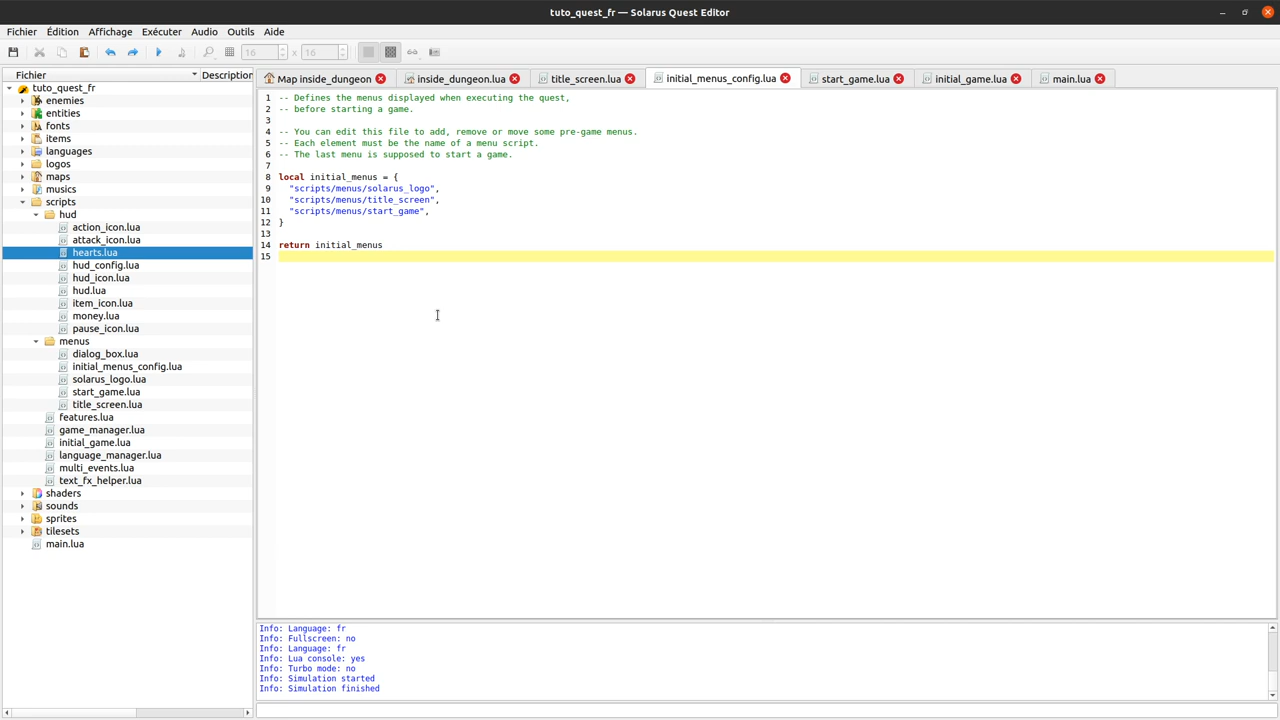 tuto_quest_fr — Solarus Quest Editor
Fichier Édition Affichage Exécuter Audio Outils Aide
16 x 16
Fichier Description
tuto_quest_fr
enemies
entities
fonts
items
languages
logos
maps
musics
scripts
hud
action_icon.lua
attack_icon.lua
hearts.lua
hud_config.lua
hud_icon.lua
hud.lua
item_icon.lua
money.lua
pause_icon.lua
menus
dialog_box.lua
initial_menus_config.lua
solarus_logo.lua
start_game.lua
title_screen.lua
features.lua
game_manager.lua
initial_game.lua
language_manager.lua
multi_events.lua
text_fx_helper.lua
shaders
sounds
sprites
tilesets
main.lua
Map inside_dungeon inside_dungeon.lua title_screen.lua initial_menus_config.lua start_game.lua initial_game.lua main.lua
1 -- Defines the menus displayed when executing the quest,
2 -- before starting a game.
3
4 -- You can edit this file to add, remove or move some pre-game menus.
5 -- Each element must be the name of a menu script.
6 -- The last menu is supposed to start a game.
7
8 local initial_menus = {
9 "scripts/menus/solarus_logo",
10 "scripts/menus/title_screen",
11 "scripts/menus/start_game",
12 }
13
14 return initial_menus
15
Info: Language: fr
Info: Fullscreen: no
Info: Language: fr
Info: Lua console: yes
Info: Turbo mode: no
Info: Simulation started
Info: Simulation finished